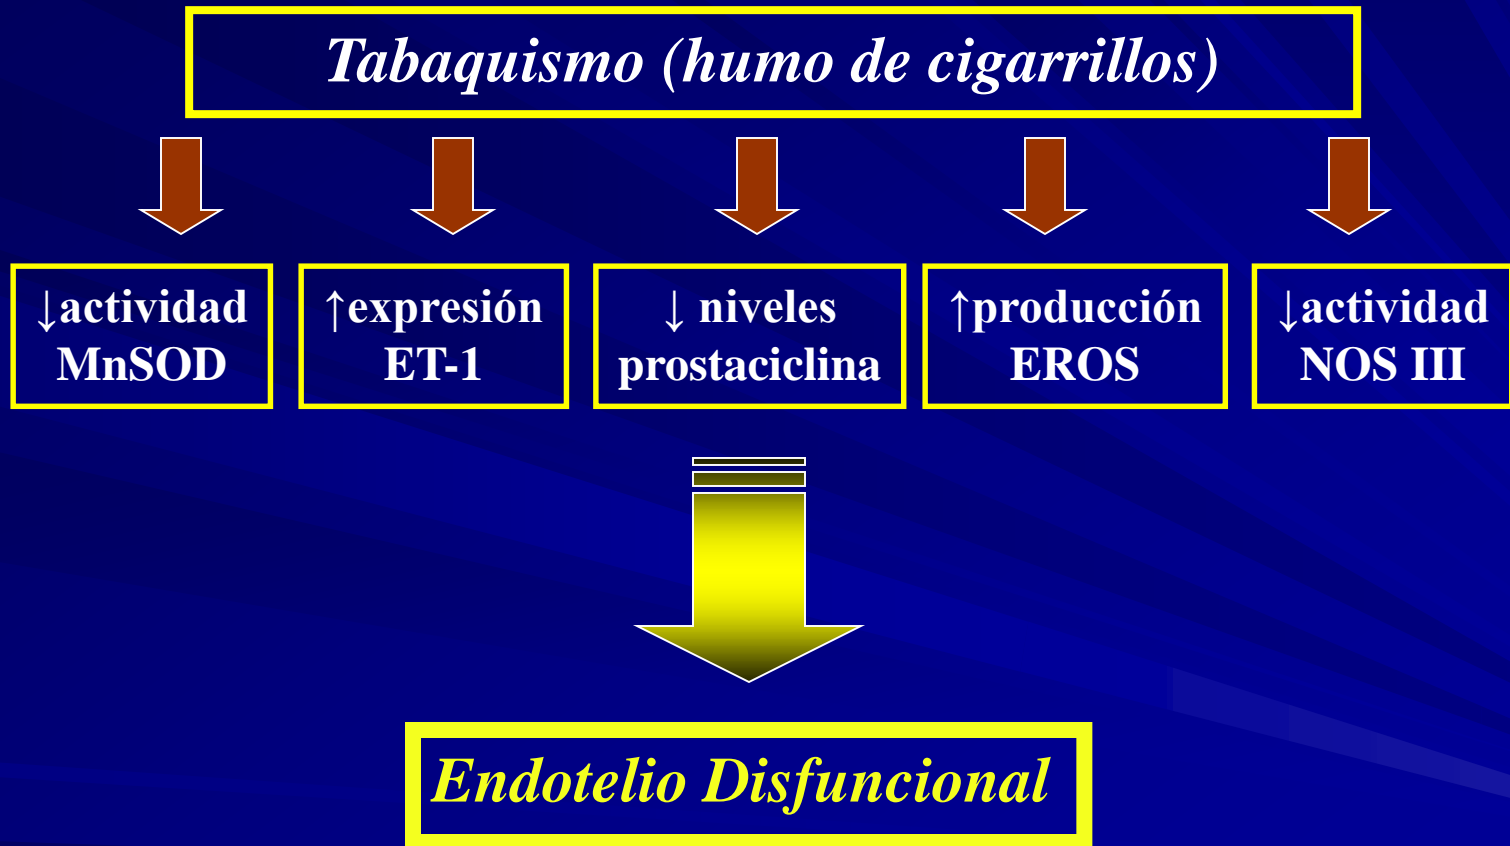 Tabaquismo (humo de cigarrillos)
↓actividad
MnSOD
↑expresión
ET-1
↓ niveles
prostaciclina
↑producción
EROS
↓actividad
NOS III
Endotelio Disfuncional